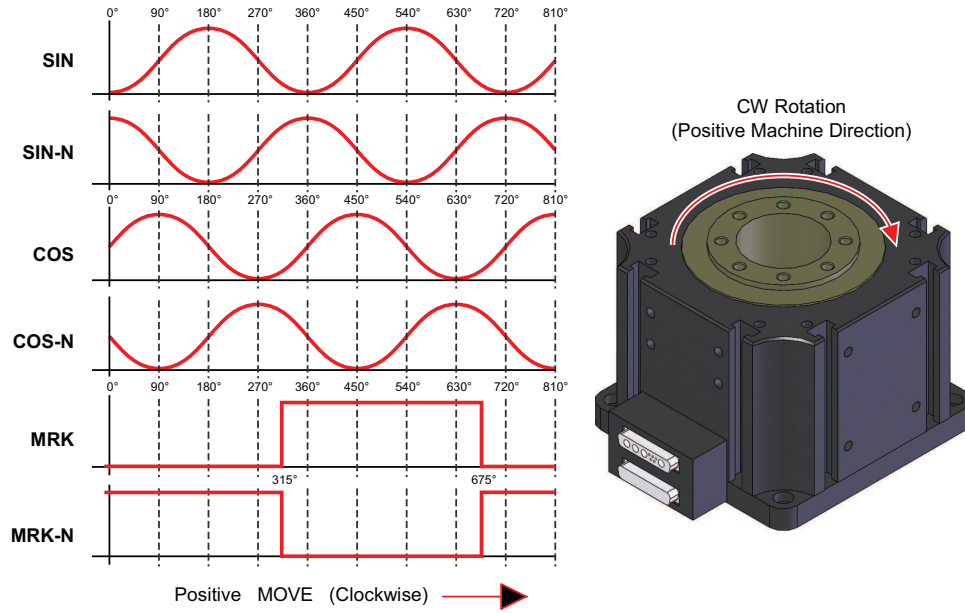 0° 90° 180° 270° 360° 450° 540° 630° 720° 810°
SIN
SIN-N
0° 90° 180° 270° 360° 450° 540° 630° 720° 810°
COS
COS-N
0° 90° 180° 270° 360° 450° 540° 630° 720° 810°
MRK
315° 675°
MRK-N
Positive MOVE (Clockwise)
CW Rotation
(Positive Machine Direction)